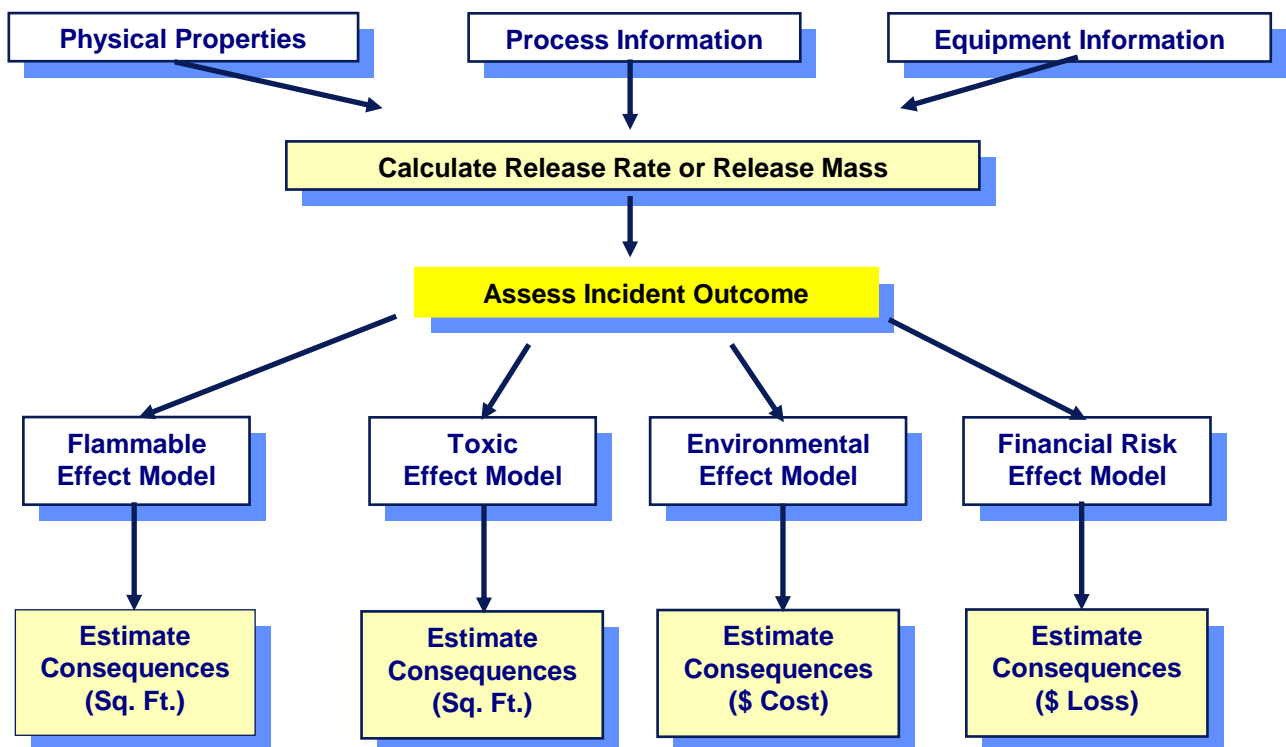 Physical Properties
Process Information
Equipment Information
Calculate Release Rate or Release Mass
Assess Incident Outcome
Flammable
Effect Model
Toxic
Effect Model
Environmental
Effect Model
Financial Risk
Effect Model
Estimate
Consequences
(Sq. Ft.)
Estimate
Consequences
(Sq. Ft.)
Estimate
Consequences
($ Cost)
Estimate
Consequences
($ Loss)